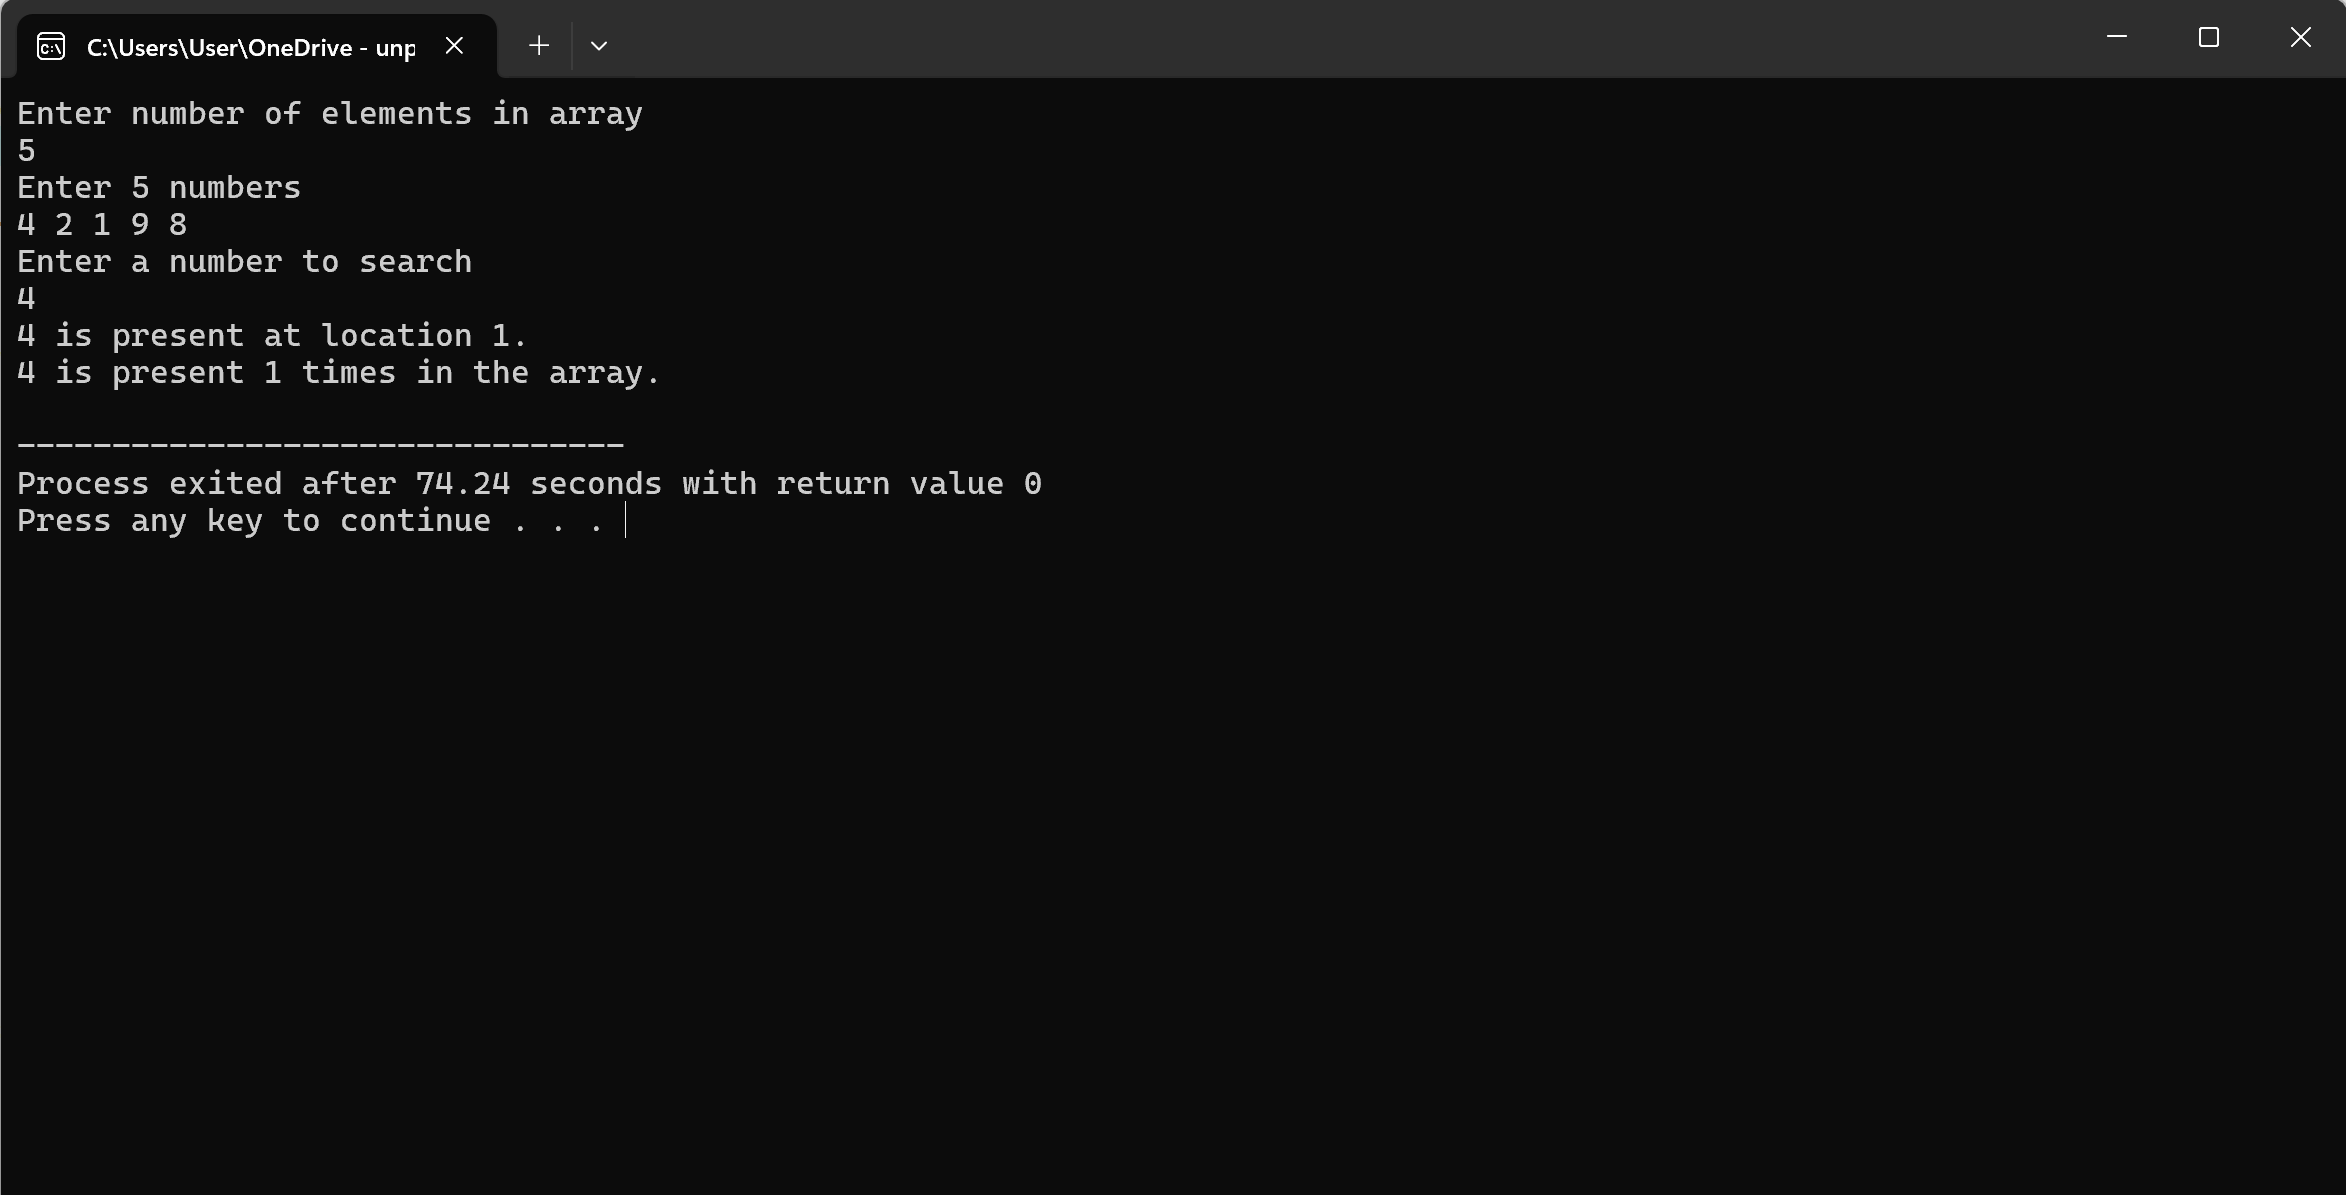 C:\Users\User\OneDrive - unp
Enter number of elements in array
5
Enter 5 numbers
4 2 1 9 8
Enter a number to search
4
4 is present at location 1.
4 is present 1 times in the array.
--------------------------------
Process exited after 74.24 seconds with return value 0
Press any key to continue . . .